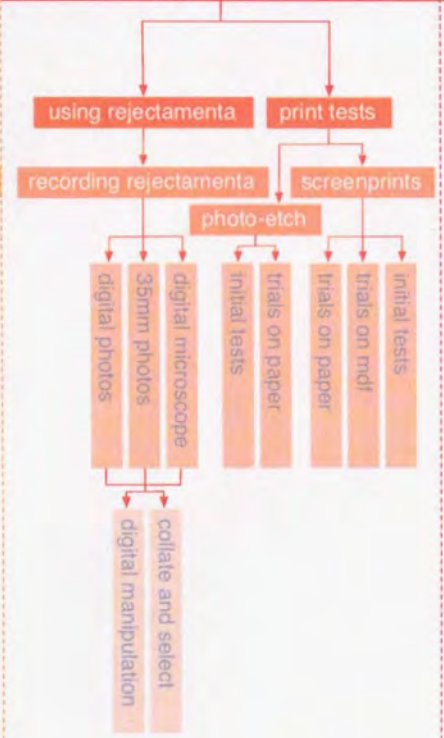 using rejectamenta
print tests
recording rejectamenta
screenprints
photo-etch
digital photos
35mm photos
digital microscope
initial tests
trials on paper
trials on paper
trials on mdf
initial tests
digital manipulation
collate and select